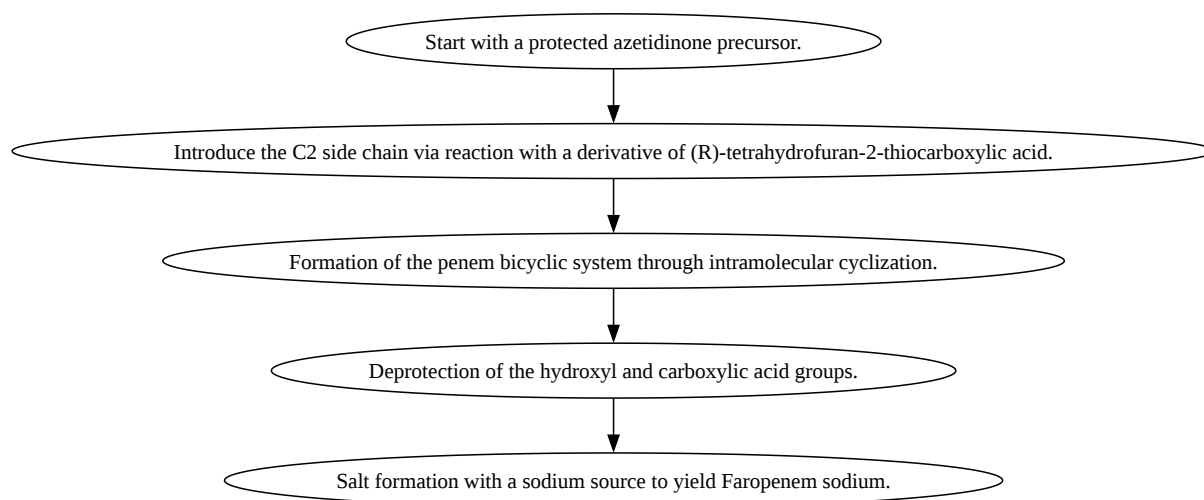 Start with a protected azetidinone precursor.
Introduce the C2 side chain via reaction with a derivative of (R)-tetrahydrofuran-2-thiocarboxylic acid.
Formation of the penem bicyclic system through intramolecular cyclization.
Deprotection of the hydroxyl and carboxylic acid groups.
Salt formation with a sodium source to yield Faropenem sodium.